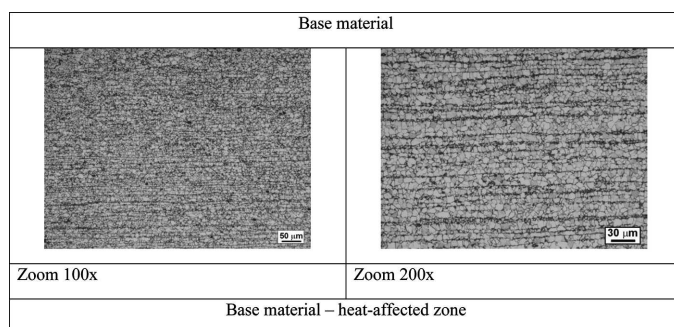 Base material
50 µm
30 µm
Zoom 100x
Zoom 200x
Base material – heat-affected zone